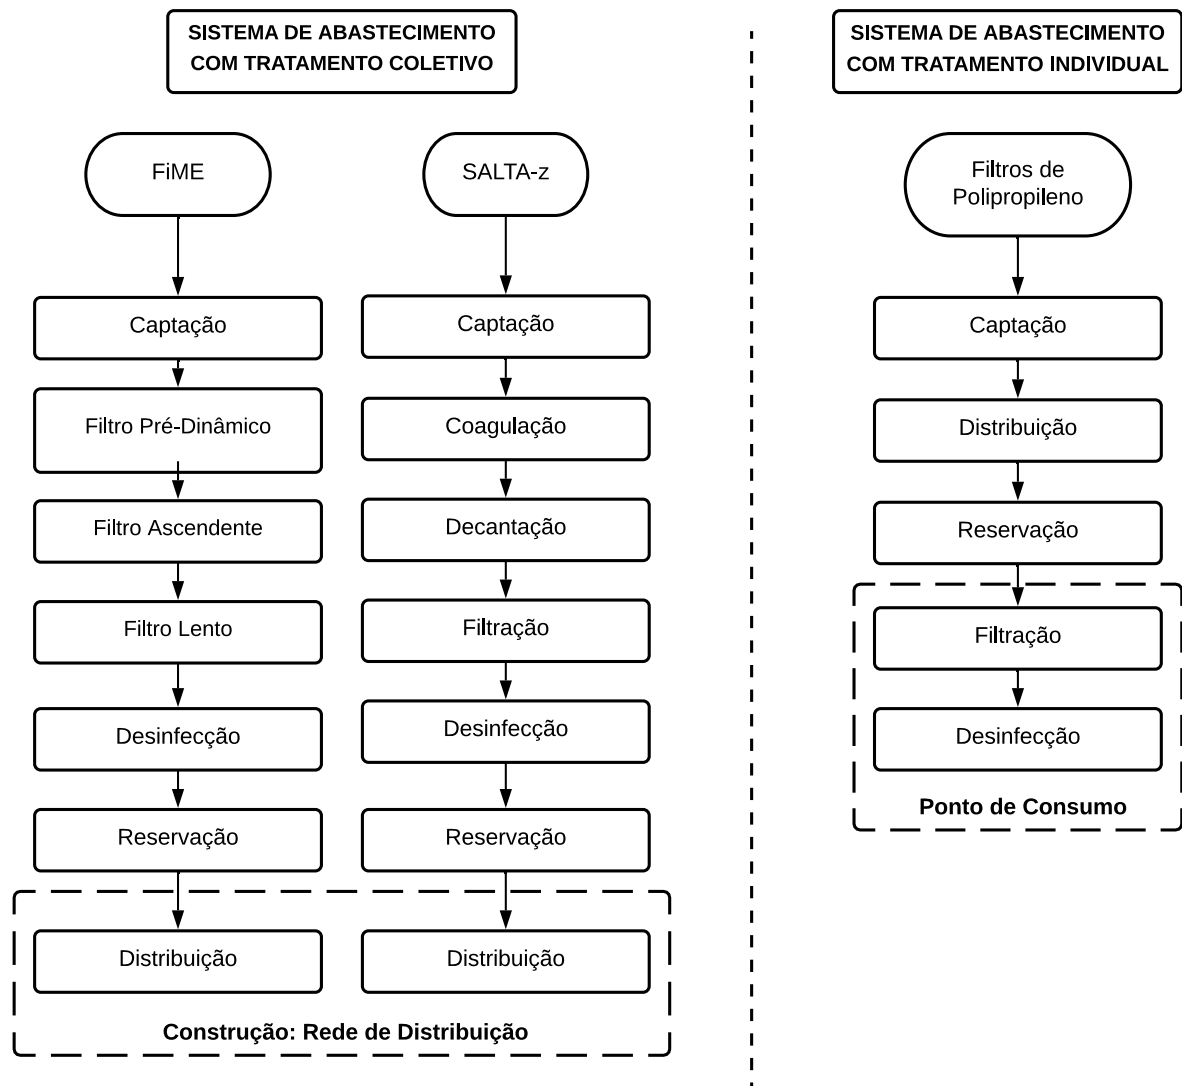 SISTEMA DE ABASTECIMENTO
COM TRATAMENTO COLETIVO
FiME
Captação
Filtro Pré-Dinâmico
Filtro Ascendente
Filtro Lento
Desinfecção
Reservação
Distribuição
SALTA-z
Captação
Coagulação
Decantação
Filtração
Desinfecção
Reservação
Distribuição
Construção: Rede de Distribuição
SISTEMA DE ABASTECIMENTO
COM TRATAMENTO INDIVIDUAL
Filtros de
Polipropileno
Captação
Distribuição
Reservação
Filtração
Desinfecção
Ponto de Consumo